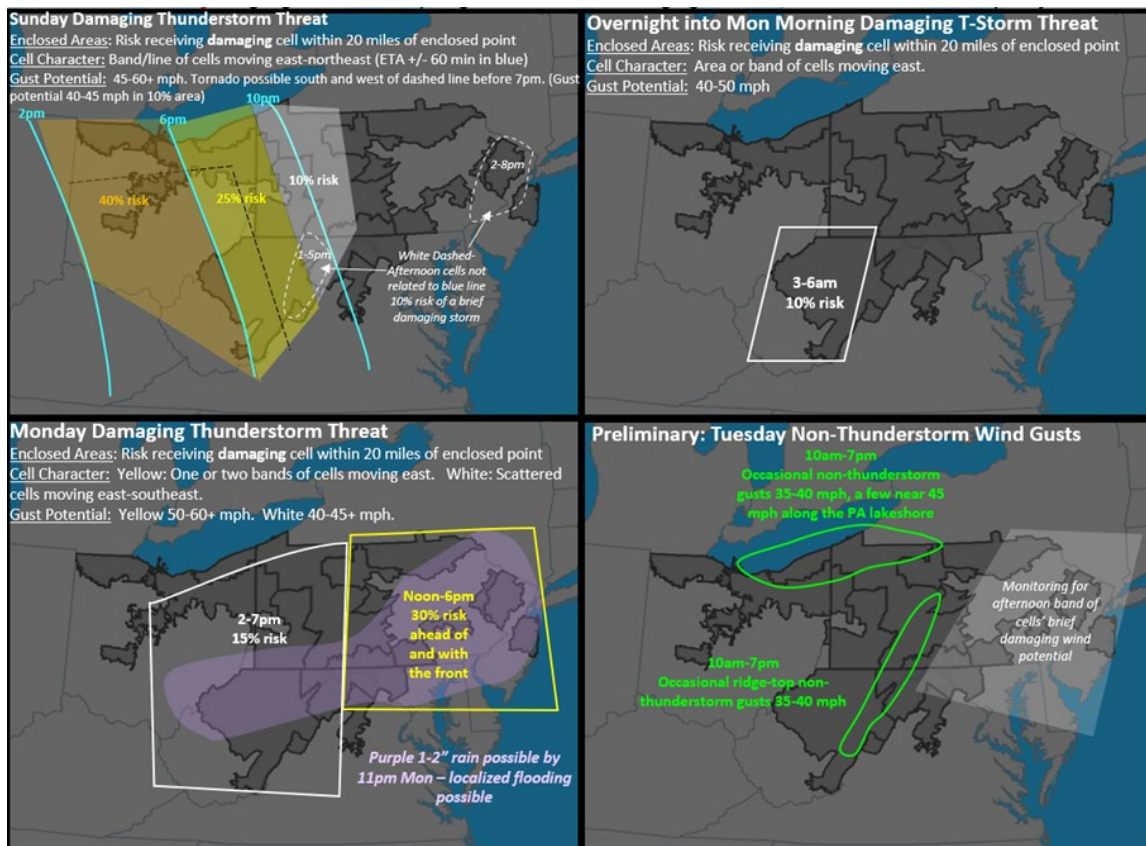 Sunday Damaging Thunderstorm Threat
Enclosed Areas: Risk receiving damaging cell within 20 miles of enclosed point
Cell Character: Band/line of cells moving east-northeast (ETA +/- 60 min in blue)
Gust Potential: 45-60+ mph. Tornado possible south and west of dashed line before 7pm. (Gust
potential 40-45 mph in 10% area)
2pm
6pm
10pm
40% risk
25% risk
10% risk
1-5pm
2-8pm
White Dashed-
Afternoon cells not
related to blue line
10% risk of a brief
damaging storm
Overnight into Mon Morning Damaging T-Storm Threat
Enclosed Areas: Risk receiving damaging cell within 20 miles of enclosed point
Cell Character: Area or band of cells moving east.
Gust Potential: 40-50 mph
3-6am
10% risk
Monday Damaging Thunderstorm Threat
Enclosed Areas: Risk receiving damaging cell within 20 miles of enclosed point
Cell Character: Yellow: One or two bands of cells moving east. White: Scattered
cells moving east-southeast.
Gust Potential: Yellow 50-60+ mph. White 40-45+ mph.
2-7pm
15% risk
Noon-6pm
30% risk
ahead of
and with
the front
Purple 1-2” rain possible by
11pm Mon – localized flooding
possible
Preliminary: Tuesday Non-Thunderstorm Wind Gusts
10am-7pm
Occasional non-thunderstorm
gusts 35-40 mph, a few near 45
mph along the PA lakeshore
Monitoring for
afternoon band of
cells’ brief
damaging wind
potential
10am-7pm
Occasional ridge-top non-
thunderstorm gusts 35-40 mph